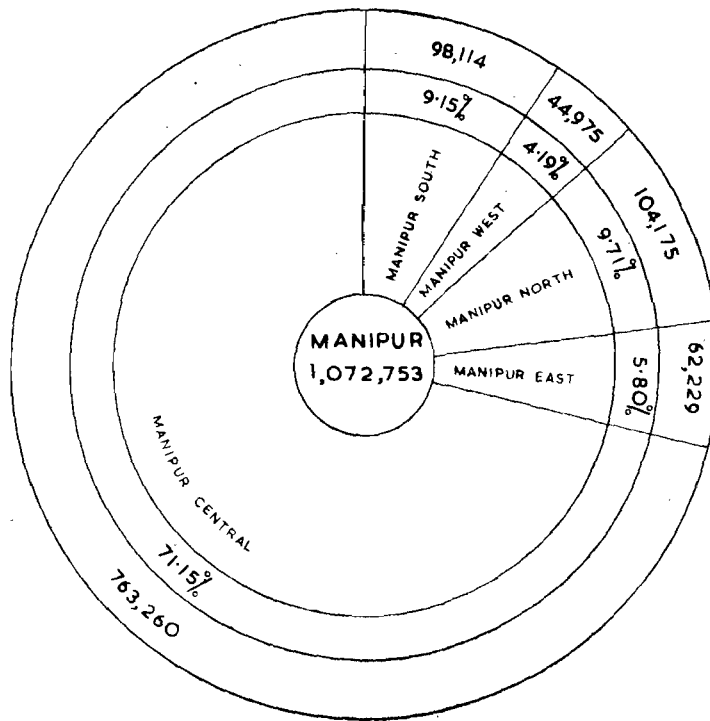 98,114
9·15%
MANIPUR SOUTH
44,975
4·19%
MANIPUR WEST
104,175
9·71%
MANIPUR NORTH
62,229
5·80%
MANIPUR EAST
MANIPUR
1,072,753
MANIPUR CENTRAL
71·15%
763,260